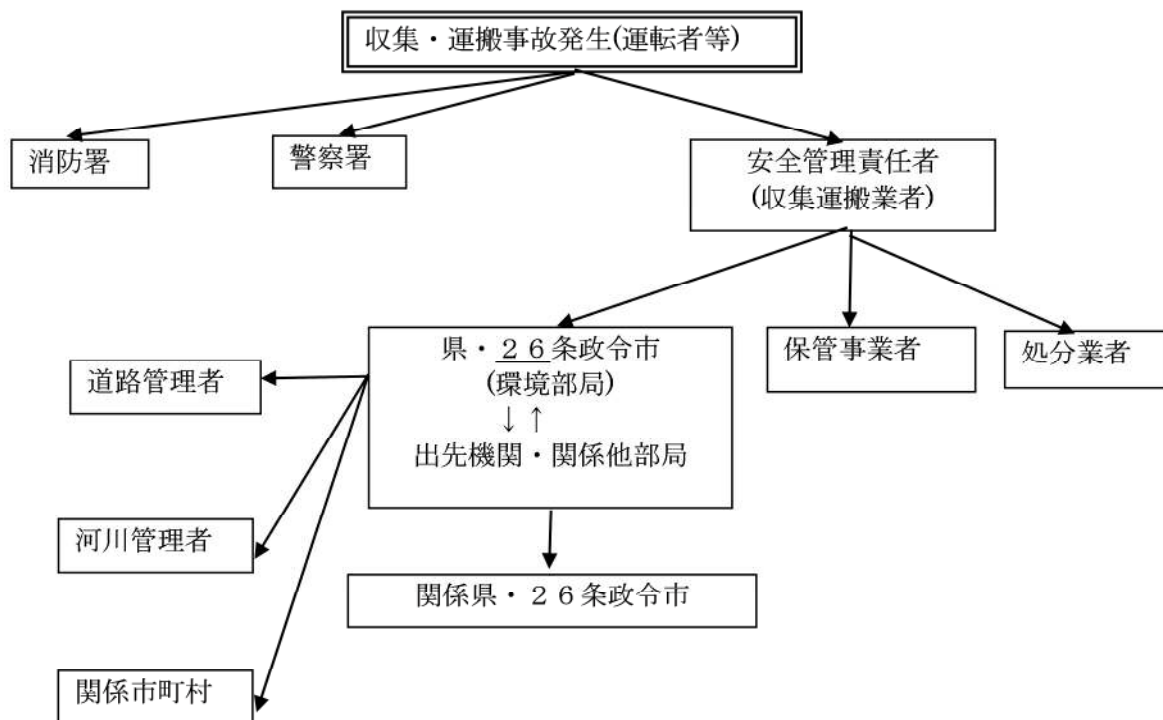 収集・運搬事故発生(運転者等)
消防署
警察署
安全管理責任者
(収集運搬業者)
県・２６条政令市
(環境部局)
↓ ↑
出先機関・関係他部局
保管事業者
処分業者
道路管理者
河川管理者
関係県・２６条政令市
関係市町村